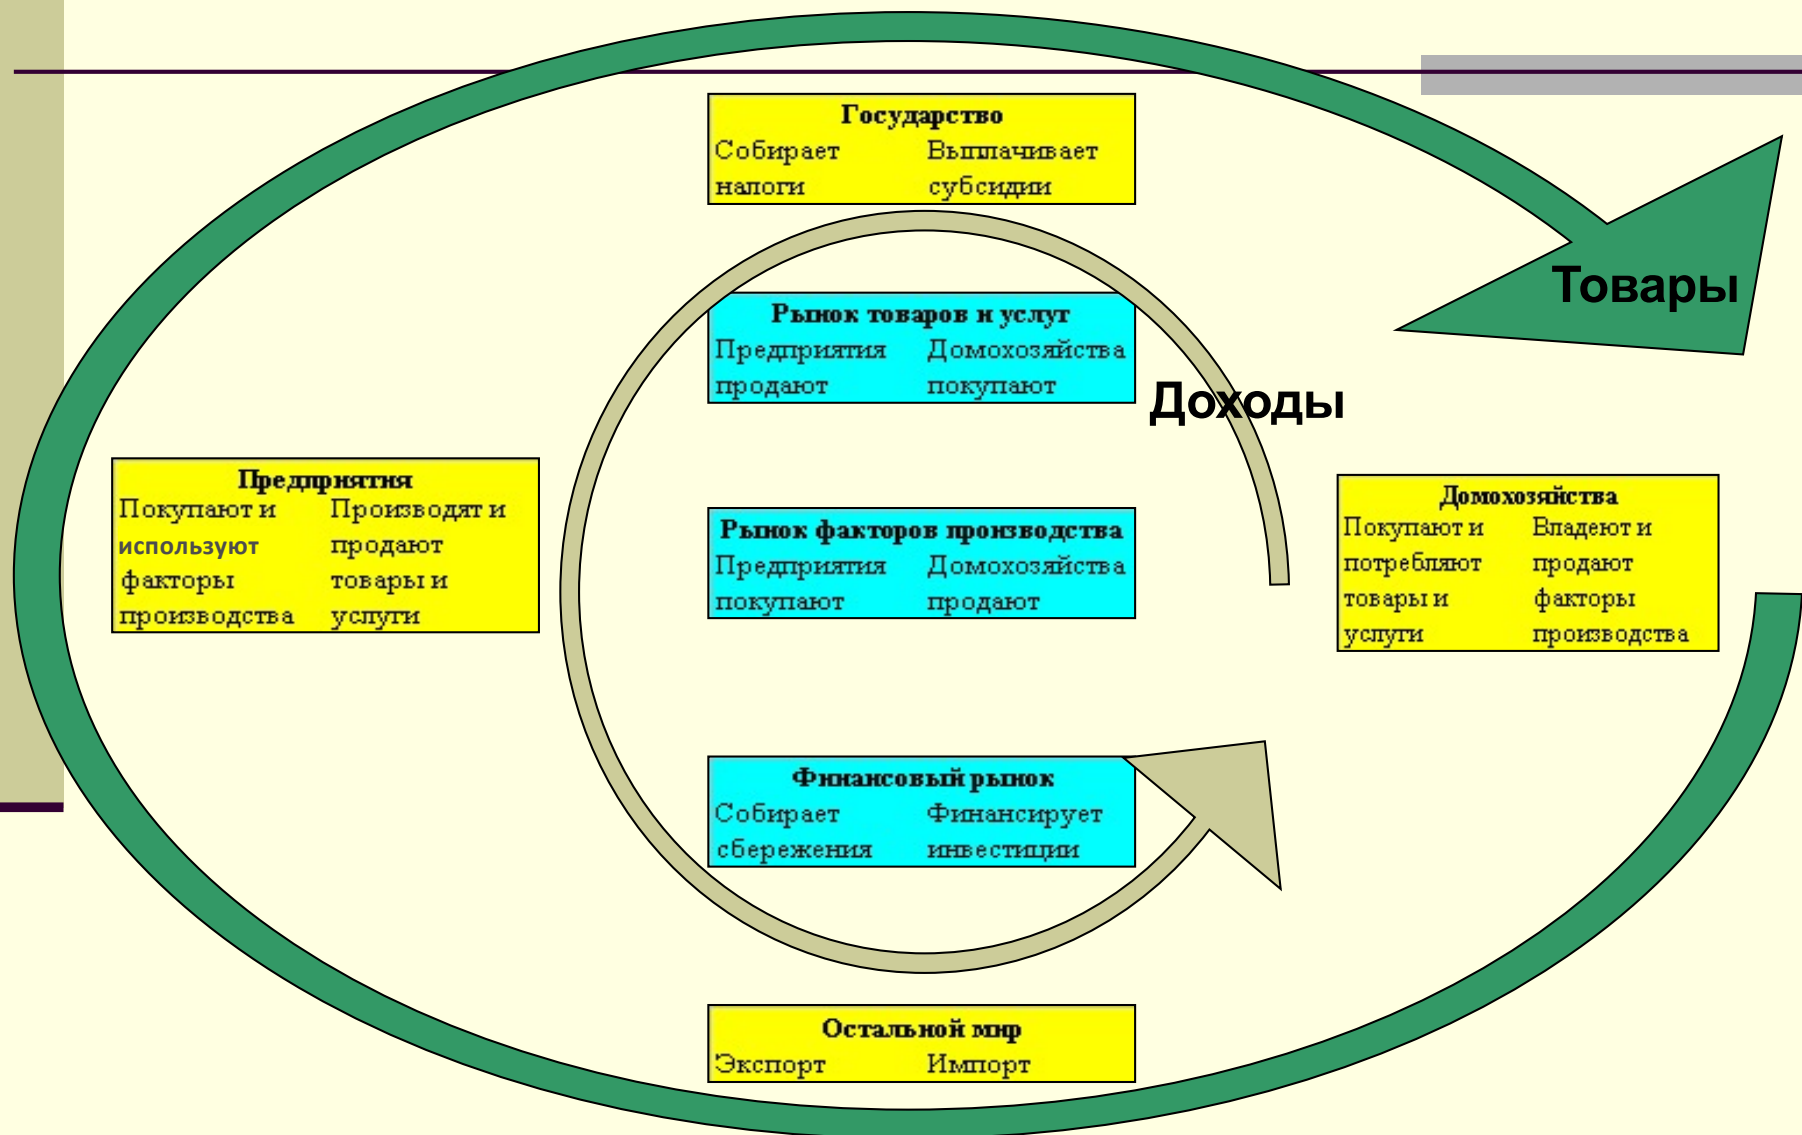 Государство
Собирает Выплачивает
налоги субсидии
Товары
Рынок товаров и услуг
Предприятия Домохозяйства
продают покупают
Доходы
Предприятия
Покупают и Производят и
используют продают
факторы товары и
производства услуги
Рынок факторов производства
Предприятия Домохозяйства
покупают продают
Домохозяйства
Покупают и Владеют и
потребляют продают
товары и факторы
услуги производства
Финансовый рынок
Собирает Финансирует
сбережения инвестиции
Остальной мир
Экспорт Импорт